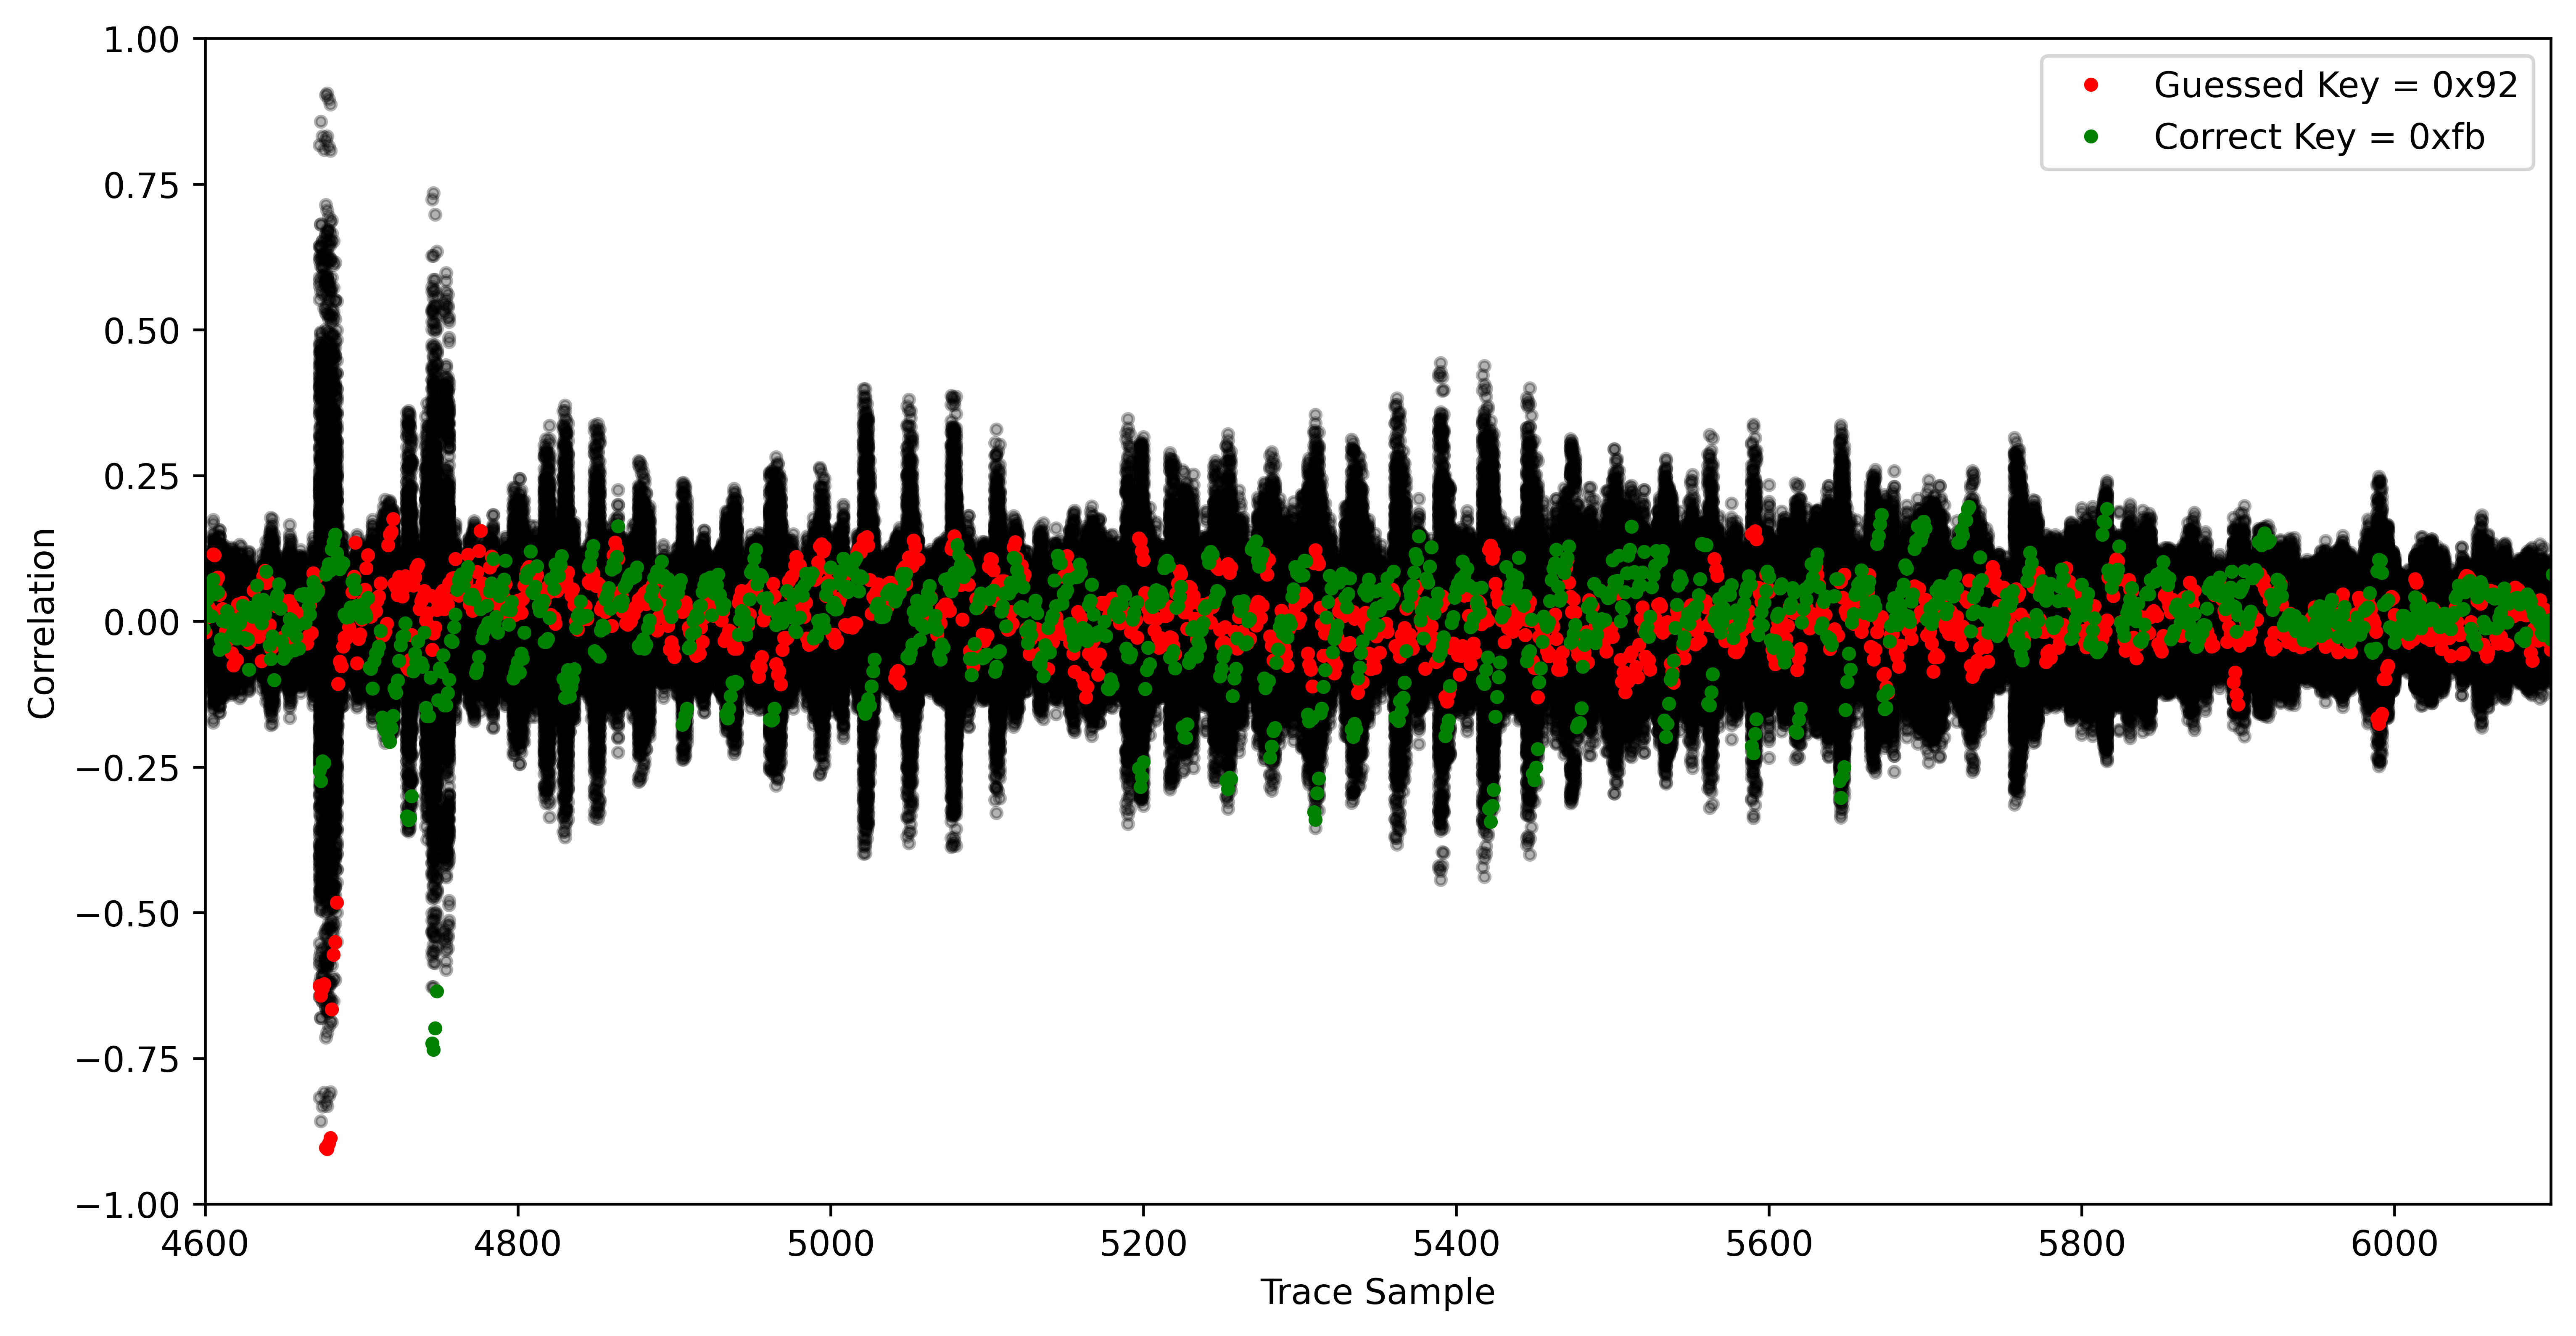 Guessed Key = 0x92
Correct Key = 0xfb
1.00
0.75
0.50
0.25
0.00
−0.25
−0.50
−0.75
−1.00
Correlation
4600 4800 5000 5200 5400 5600 5800 6000
Trace Sample